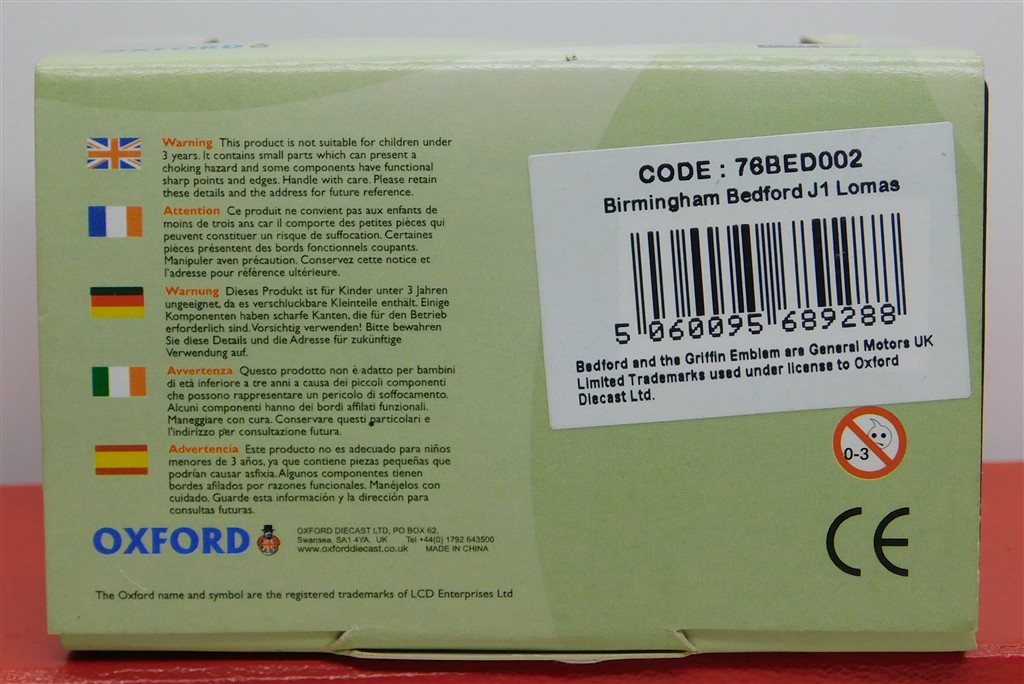 OXFORD
Warning This product is not suitable for children under
3 years. It contains small parts which can present a
choking hazard and some components have functional
sharp points and edges. Handle with care. Please retain
these details and the address for future reference.
Attention Ce produit ne convient pas aux enfants de
moins de trois ans car il comporte des petites pièces qui
peuvent constituer un risque de suffocation. Certaines
pièces présentent des bords fonctionnels coupants.
Manipuler aven précaution. Conservez cette notice et
l'adresse pour référence ultérieure.
Warnung Dieses Produkt ist für Kinder unter 3 Jahren
ungeeignet, da es verschluckbare Kleinteile enthält. Einige
Komponenten haben scharfe Kanten, die für den Betrieb
erforderlich sind. Vorsichtig verwenden! Bitte bewahren
Sie diese Details und die Adresse für zukünftige
Verwendung auf.
Avvertenza Questo prodotto non è adatto per bambini
di età inferiore a tre anni a causa dei piccoli componenti
che possono rappresentare un pericolo di soffocamento.
Alcuni componenti hanno dei bordi affilati funzionali.
Maneggiare con cura. Conservare questi particolari e
l'indirizzo per consultazione futura.
Advertencia Este producto no es adecuado para niños
menores de 3 años, ya que contiene piezas pequeñas que
podrían causar asfixia. Algunos componentes tienen
bordes afilados por razones funcionales. Manéjelos con
cuidado. Guarde esta información y la dirección para
consultas futuras.
OXFORD
OXFORD DIECAST LTD, PO BOX 62,
Swansea. SA1 4YA. UK Tel +44(0) 1792 643500
www.oxforddiecast.co.uk MADE IN CHINA
The Oxford name and symbol are the registered trademarks of LCD Enterprises Ltd
CODE : 76BED002
Birmingham Bedford J1 Lomas
5 060095 689288
Bedford and the Griffin Emblem are General Motors UK
Limited Trademarks used under license to Oxford
Diecast Ltd.
0-3
CE